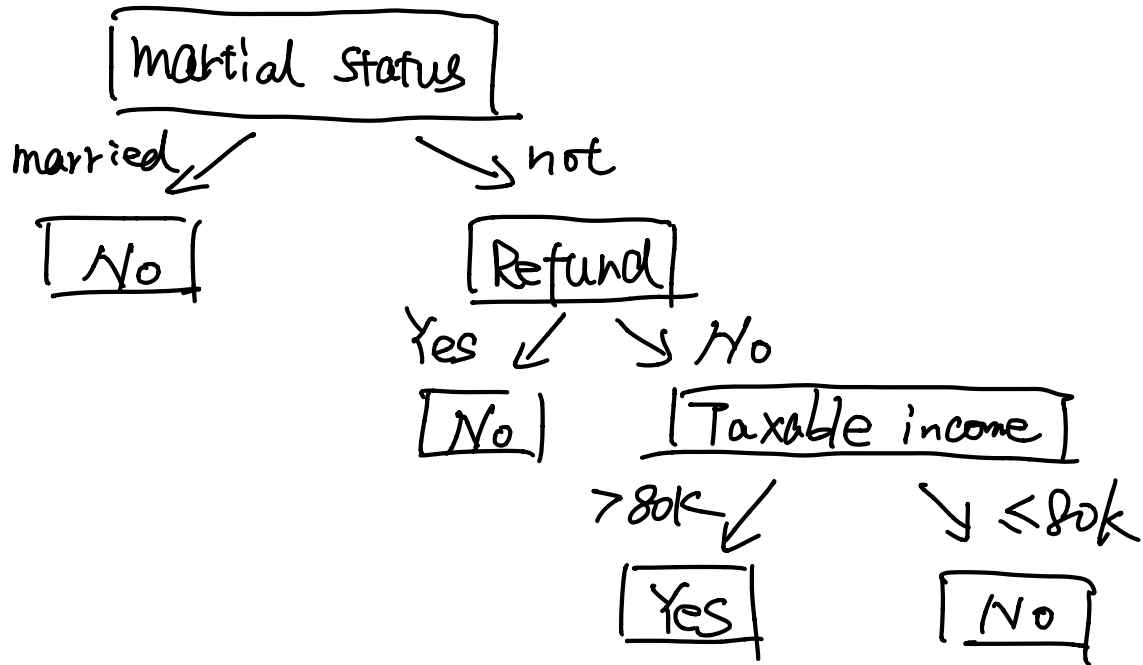 martial status
married
not
No
Refund
Yes
No
No
Taxable income
>80K
≤80k
Yes
No